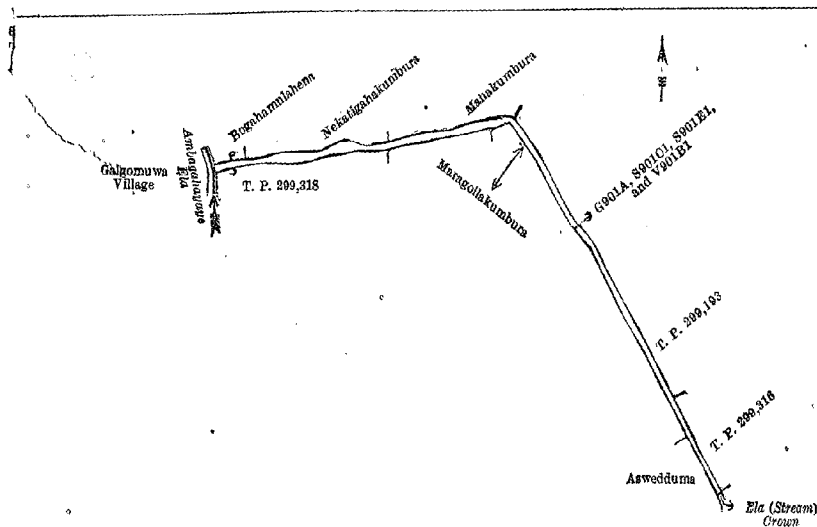 Bogahamulahena
Nekatigahakumbura
Mahakumbura
Galgomuwa
Village
Ela
T. P. 299,318
Maragollakumbura
G901A, S901C1, S901E1,
and V901B1
T. P. 299,193
T. P. 299,316
Aswedduma
Ela (Stream)
Crown